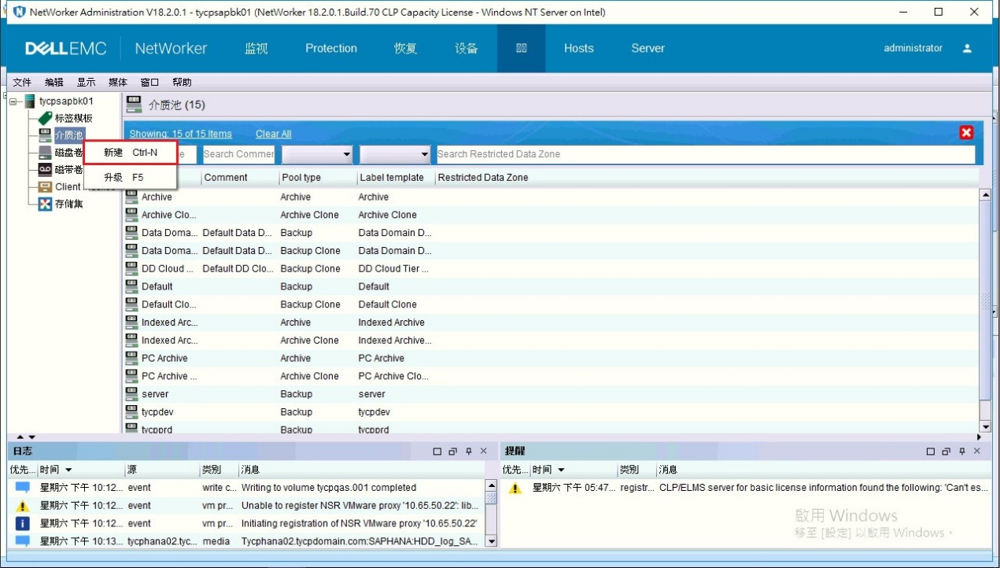 NetWorker Administration V18.2.0.1 - tycpsapbk01 (NetWorker 18.2.0.1.Build.70 CLP Capacity License - Windows NT Server on Intel)
DELLEMC NetWorker 监视 Protection 恢复 设备 Hosts Server administrator
文件 编辑 显示 媒体 窗口 帮助
tycpsapbk01
标签模板
介质池
磁盘卷
磁带卷
Client
存储集
新建 Ctrl-N
升级 F5
介质池 (15)
Showing: 15 of 15 Items Clear All
e Search Commer Search Restricted Data Zone
Comment Pool type Label template Restricted Data Zone
Archive Archive Archive
Archive Clo... Archive Clone Archive Clone
Data Doma... Default Data D... Backup Data Domain D...
Data Doma... Default Data D... Backup Clone Data Domain D...
DD Cloud ... Default DD Clo... Backup Clone DD Cloud Tier ...
Default Backup Default
Default Clo... Backup Clone Default Clone
Indexed Arc... Archive Indexed Archive
Indexed Arc... Archive Clone Indexed Archive...
PC Archive Archive PC Archive
PC Archive ... Archive Clone PC Archive Clo...
server Backup server
tycpdev Backup tycpdev
tycpprd Backup tycpprd
日志
优先... 时间 源 类别 消息
星期六 下午 10:12... event write c... Writing to volume tycpqas.001 completed
星期六 下午 10:12... event vm pr... Unable to register NSR VMware proxy '10.65.50.22': lib...
星期六 下午 10:12... event vm pr... Initiating registration of NSR VMware proxy '10.65.50.22'
星期六 下午 10:13... tycphana02.tyc... media Tycphana02.tycpdomain.com:SAPHANA:HDD_log_SA...
提醒
优先... 时间 类别 消息
星期六 下午 05:47... registr... CLP/ELMS server for basic license information found the following: 'Can't es...
啟用 Windows
移至 [設定] 以啟用 Windows。